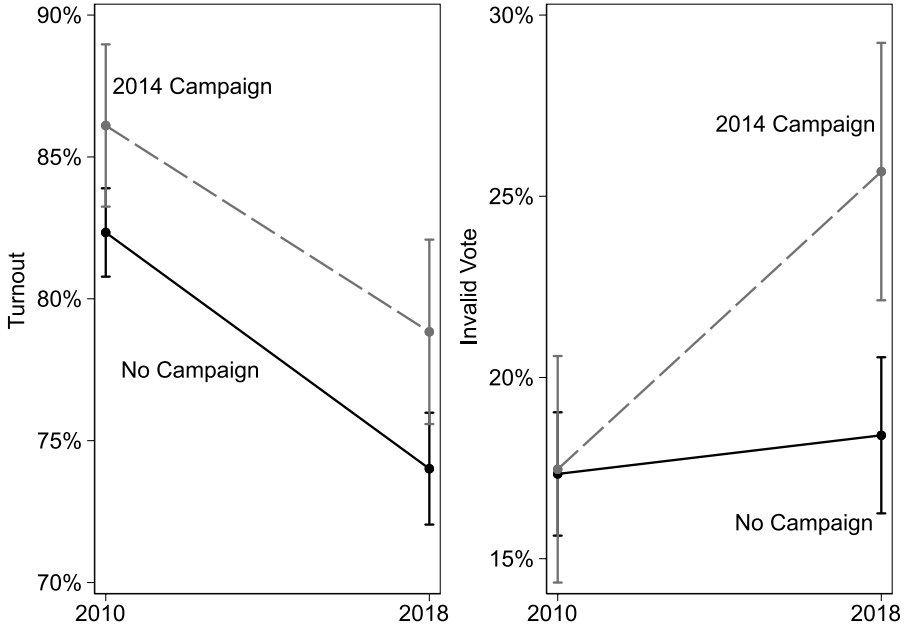 90%
85%
80%
75%
70%
Turnout
2014 Campaign
No Campaign
2010
2018
30%
25%
20%
15%
Invalid Vote
2014 Campaign
No Campaign
2010
2018